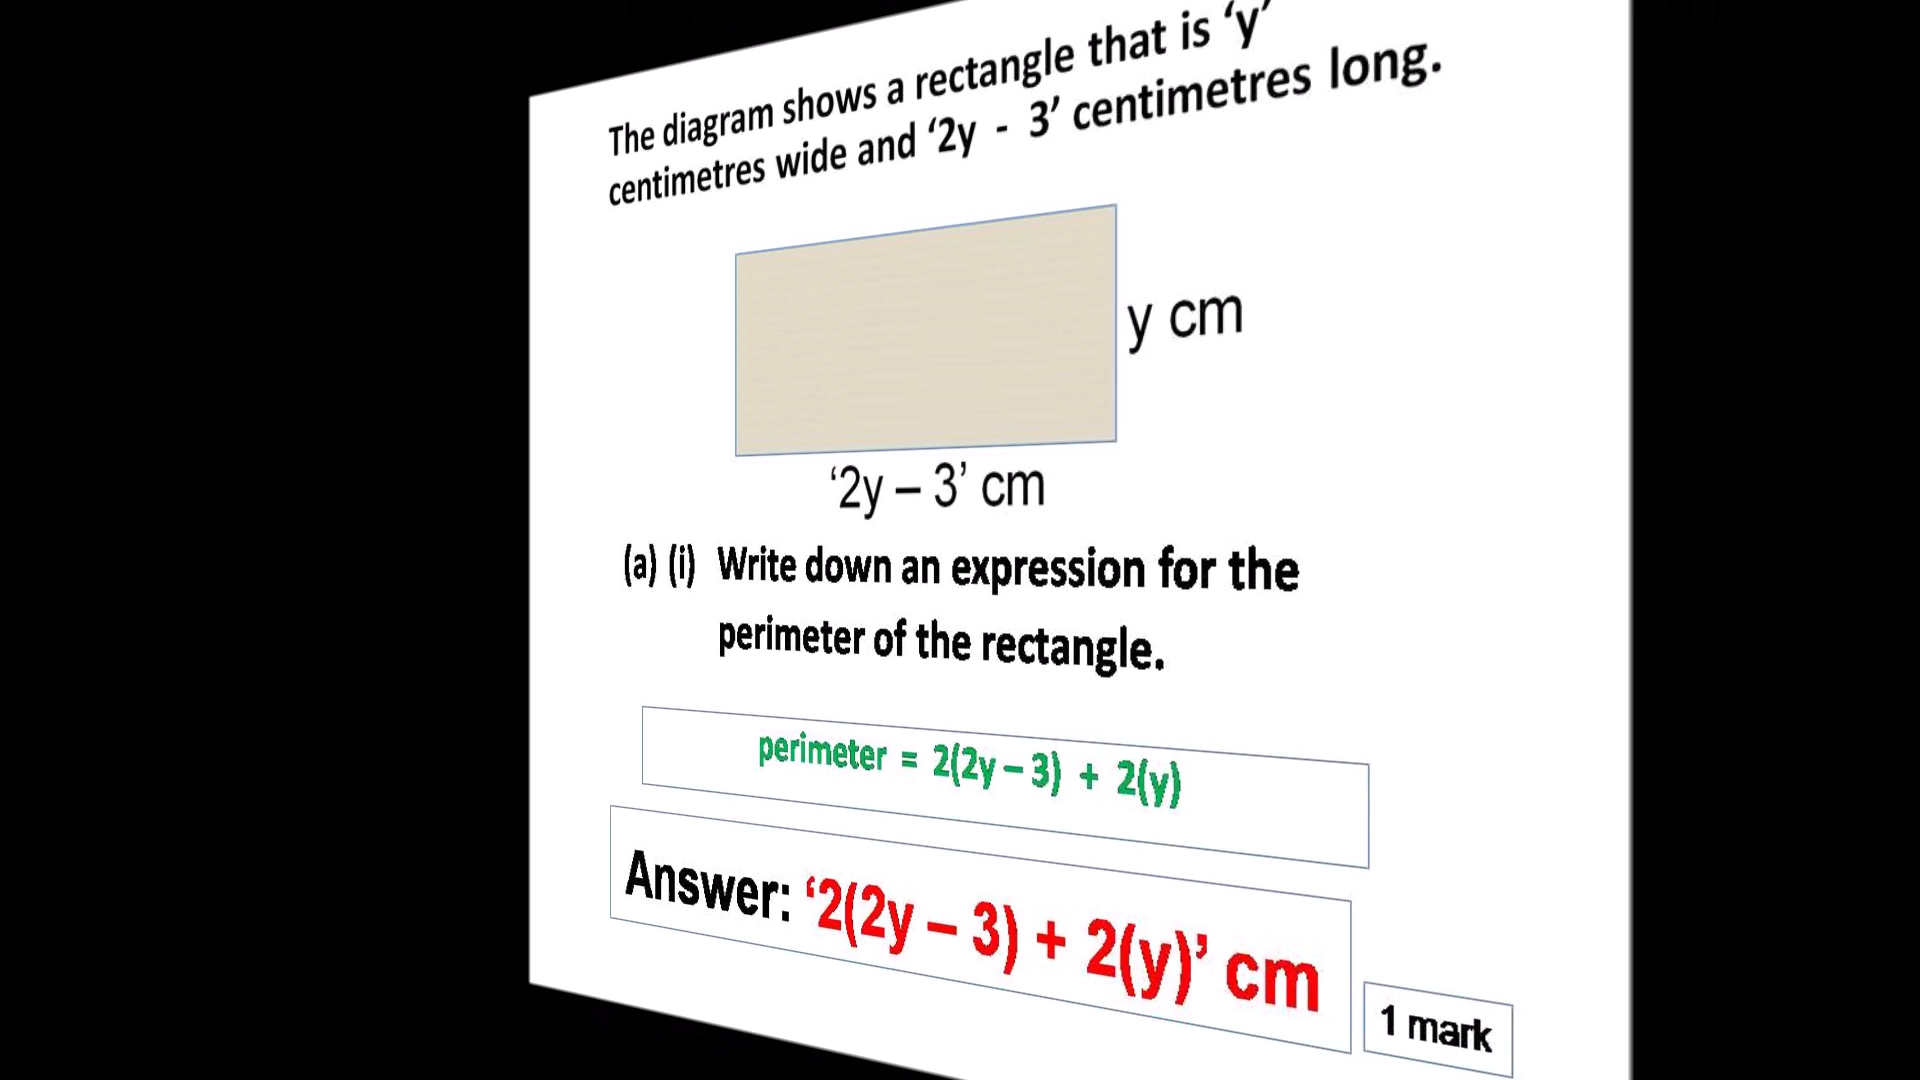 The diagram shows a rectangle that is ‘y’
centimetres wide and ‘2y - 3’ centimetres long.
y cm
‘2y – 3’ cm
(a) (i) Write down an expression for the
perimeter of the rectangle.
perimeter = 2(2y – 3) + 2(y)
Answer: ‘2(2y – 3) + 2(y)’ cm
1 mark